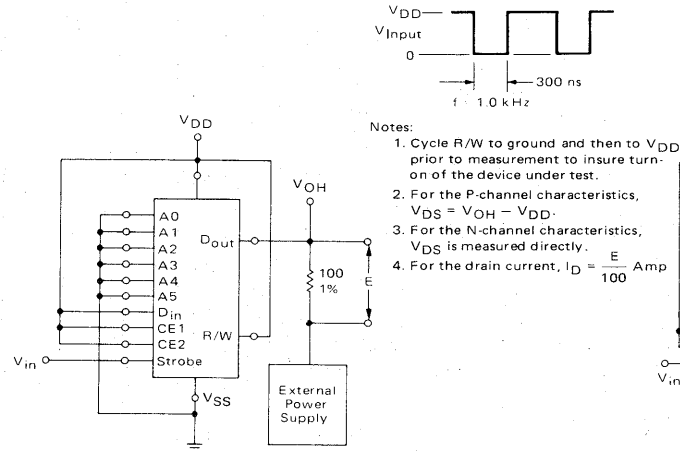 VDD
VInput
0
300 ns
f = 1.0 kHz
Notes:
1. Cycle R/W to ground and then to VDD
prior to measurement to insure turn-
on of the device under test.
2. For the P-channel characteristics,
VDS = VOH − VDD.
3. For the N-channel characteristics,
VDS is measured directly.
4. For the drain current, ID = E/100 Amp
VDD
VOH
A0
A1
A2
A3
A4
A5
Din
CE1
CE2
Strobe
Dout
R/W
Vin
VSS
100
1%
E
External
Power
Supply
Vin